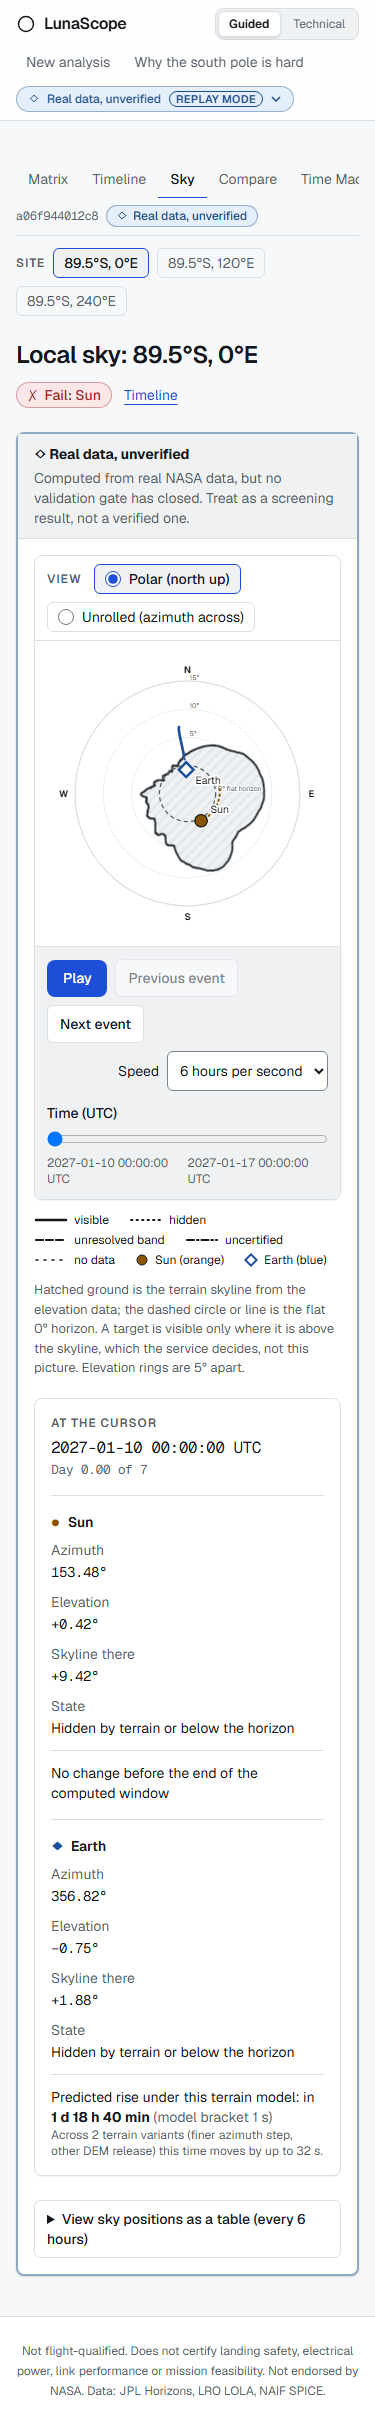 LunaScope
Guided
Technical
New analysis
Why the south pole is hard
Real data, unverified
REPLAY MODE
Matrix
Timeline
Sky
Compare
Time Mac
a06f944012c8
Real data, unverified
SITE
89.5°S, 0°E
89.5°S, 120°E
89.5°S, 240°E
Local sky: 89.5°S, 0°E
Fail: Sun
Timeline
Real data, unverified
Computed from real NASA data, but no
validation gate has closed. Treat as a screening
result, not a verified one.
VIEW
Polar (north up)
Unrolled (azimuth across)
N
15°
10°
5°
Earth
0° flat horizon
W
E
Sun
S
Play
Previous event
Next event
Speed
6 hours per second
Time (UTC)
2027-01-10 00:00:00
UTC
2027-01-17 00:00:00
UTC
visible
hidden
unresolved band
uncertified
no data
Sun (orange)
Earth (blue)
Hatched ground is the terrain skyline from the
elevation data; the dashed circle or line is the flat
0° horizon. A target is visible only where it is above
the skyline, which the service decides, not this
picture. Elevation rings are 5° apart.
AT THE CURSOR
2027-01-10 00:00:00 UTC
Day 0.00 of 7
Sun
Azimuth
153.48°
Elevation
+0.42°
Skyline there
+9.42°
State
Hidden by terrain or below the horizon
No change before the end of the
computed window
Earth
Azimuth
356.82°
Elevation
−0.75°
Skyline there
+1.88°
State
Hidden by terrain or below the horizon
Predicted rise under this terrain model: in
1 d 18 h 40 min (model bracket 1 s)
Across 2 terrain variants (finer azimuth step,
other DEM release) this time moves by up to 32 s.
View sky positions as a table (every 6
hours)
Not flight-qualified. Does not certify landing safety, electrical
power, link performance or mission feasibility. Not endorsed by
NASA. Data: JPL Horizons, LRO LOLA, NAIF SPICE.